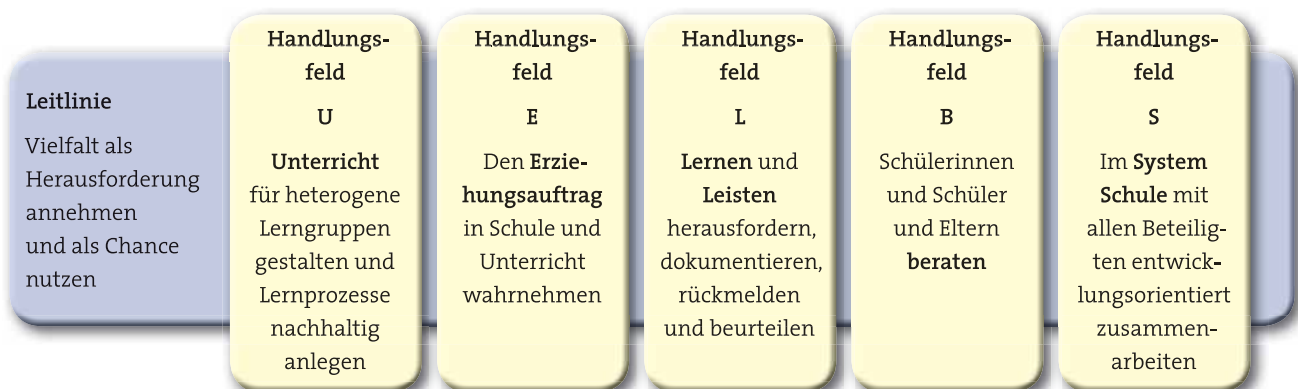 Leitlinie
Vielfalt als
Herausforderung
annehmen
und als Chance
nutzen
Handlungs-
feld
U
Unterricht
für heterogene
Lerngruppen
gestalten und
Lernprozesse
nachhaltig
anlegen
Handlungs-
feld
E
Den Erzie-
hungsauftrag
in Schule und
Unterricht
wahrnehmen
Handlungs-
feld
L
Lernen und
Leisten
herausfordern,
dokumentieren,
rückmelden
und beurteilen
Handlungs-
feld
B
Schülerinnen
und Schüler
und Eltern
beraten
Handlungs-
feld
S
Im System
Schule mit
allen Beteilig-
ten entwick-
lungsorientiert
zusammen-
arbeiten